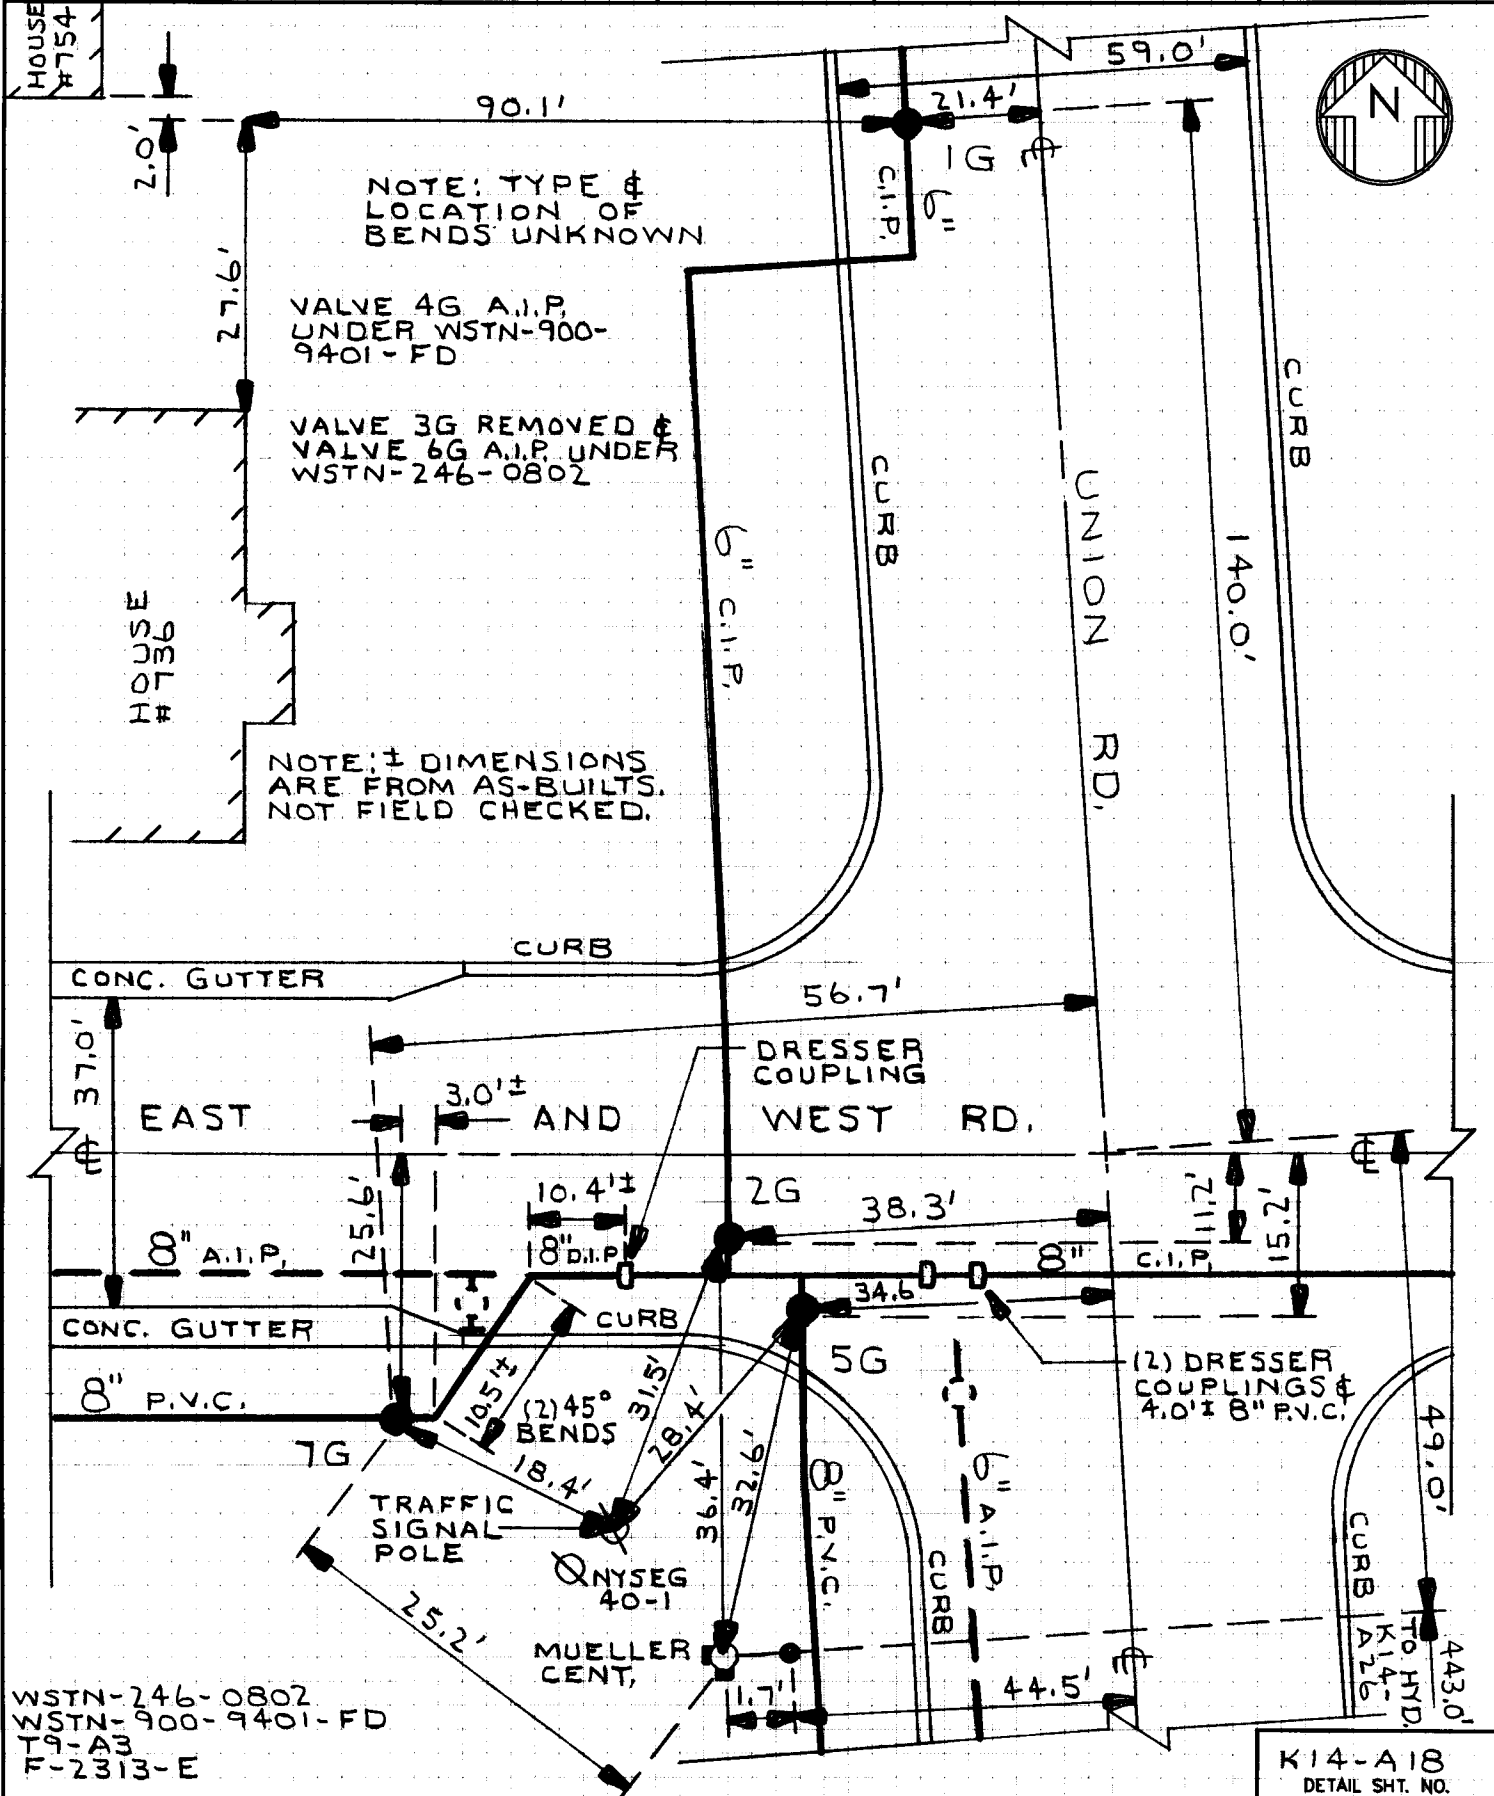 HOUSE
#754
59.0'
N
90.1'
21.4'
2.0'
1G
℄
C.I.P.
6"
NOTE: TYPE &
LOCATION OF
BENDS UNKNOWN
27.6'
VALVE 4G A.I.P.
UNDER WSTN-900-
9401-FD
VALVE 3G REMOVED &
VALVE 6G A.I.P. UNDER
WSTN-246-0802
CURB
CURB
UNION RD.
140.0'
6" C.I.P.
HOUSE
#736
NOTE: ± DIMENSIONS
ARE FROM AS-BUILTS.
NOT FIELD CHECKED.
CURB
CONC. GUTTER
56.7'
37.0'
DRESSER
COUPLING
3.0'±
EAST AND WEST RD.
℄
℄
25.6'
10.4'±
2G
38.3'
11.2'
15.2'
8" A.I.P.
8" D.I.P.
8" C.I.P.
34.6
CURB
CONC. GUTTER
5G
(2) DRESSER
COUPLINGS &
4.0'± 8" P.V.C.
8" P.V.C.
10.5'±
(2) 45°
BENDS
31.5'
28.4'
7G
18.4'
36.4'
32.6'
8" P.V.C.
6" A.I.P.
49.0'
TRAFFIC
SIGNAL
POLE
NYSEG
40-1
CURB
CURB
25.2'
MUELLER
CENT.
1.7'
44.5'
℄
TO HYD.
K14-
A26
443.0'
WSTN-246-0802
WSTN-900-9401-FD
T9-A3
F-2313-E
K14-A18
DETAIL SHT. NO.